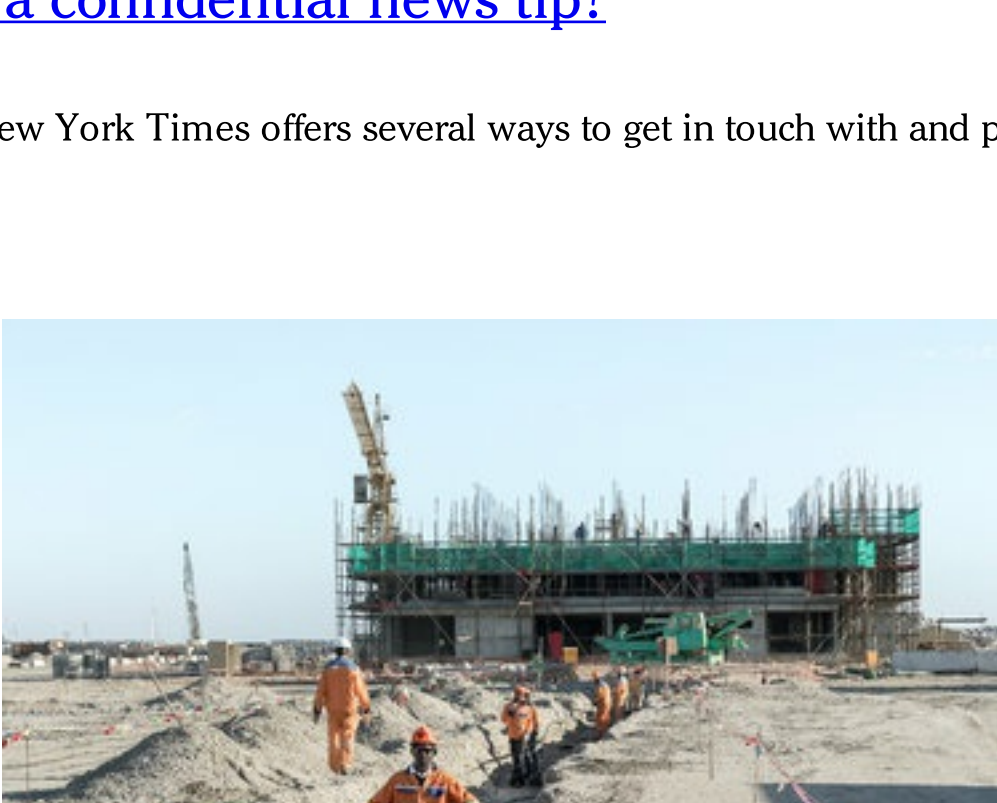 a confidential news tip?
ew York Times offers several ways to get in touch with and p